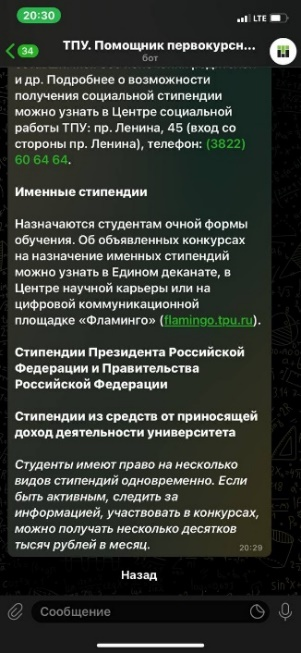 20:30
LTE
34
ТПУ. Помощник первокурсн...
бот
и др. Подробнее о возможности
получения социальной стипендии
можно узнать в Центре социальной
работы ТПУ: пр. Ленина, 45 (вход со
стороны пр. Ленина), телефон: (3822)
60 64 64.
Именные стипендии
Назначаются студентам очной формы
обучения. Об объявленных конкурсах
на назначение именных стипендий
можно узнать в Едином деканате, в
Центре научной карьеры или на
цифровой коммуникационной
площадке «Фламинго» (flamingo.tpu.ru).
Стипендии Президента Российской
Федерации и Правительства
Российской Федерации
Стипендии из средств от приносящей
доход деятельности университета
Студенты имеют право на несколько
видов стипендий одновременно. Если
быть активным, следить за
информацией, участвовать в конкурсах,
можно получать несколько десятков
тысяч рублей в месяц.
20:29
Назад
Сообщение